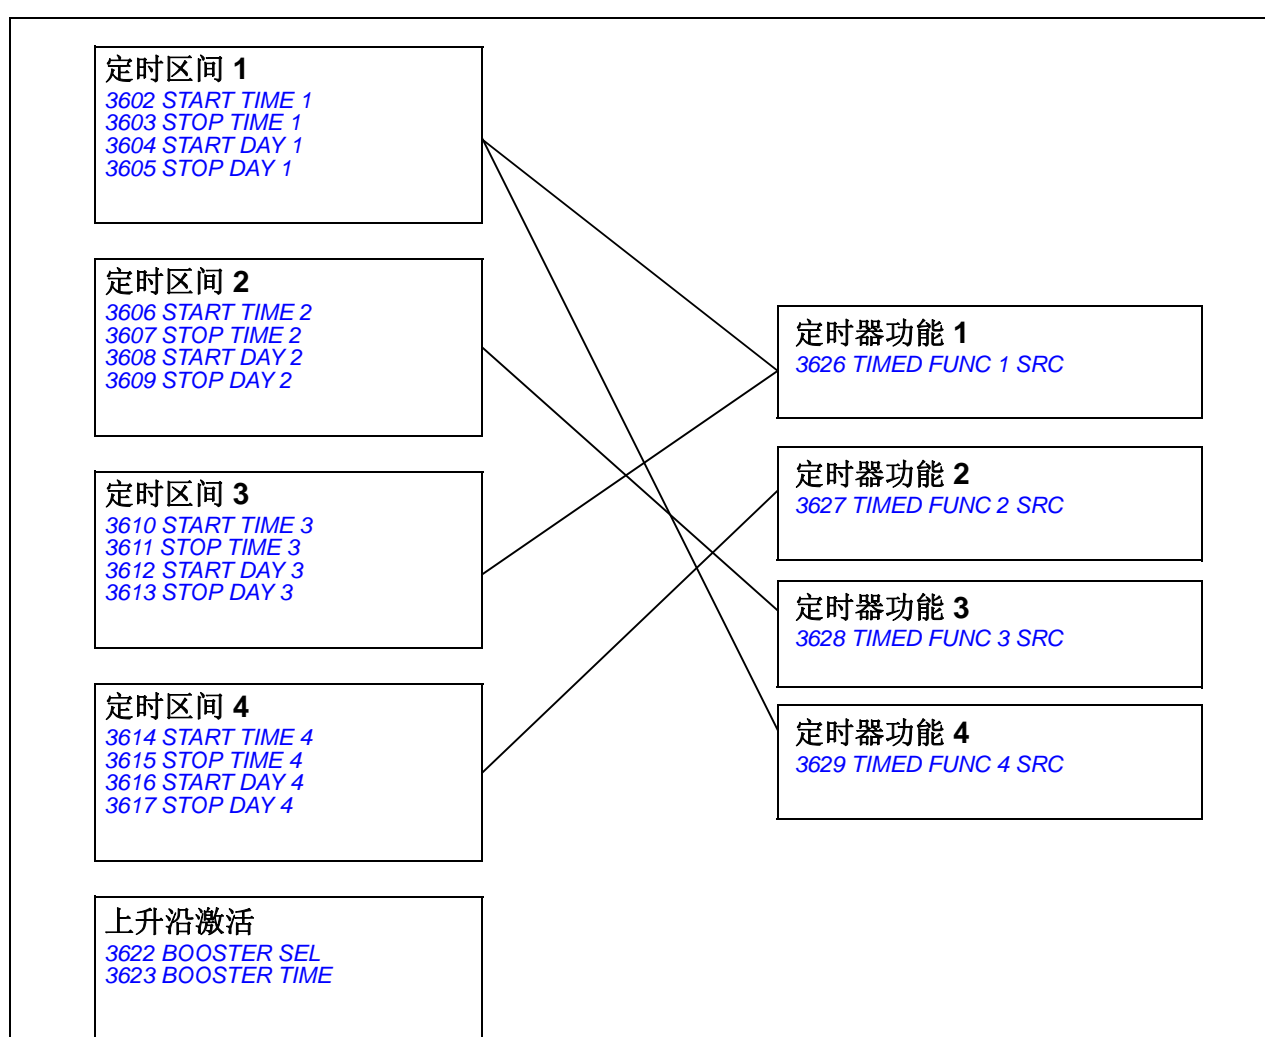 定时区间 1
3602 START TIME 1
3603 STOP TIME 1
3604 START DAY 1
3605 STOP DAY 1
定时区间 2
3606 START TIME 2
3607 STOP TIME 2
3608 START DAY 2
3609 STOP DAY 2
定时区间 3
3610 START TIME 3
3611 STOP TIME 3
3612 START DAY 3
3613 STOP DAY 3
定时区间 4
3614 START TIME 4
3615 STOP TIME 4
3616 START DAY 4
3617 STOP DAY 4
上升沿激活
3622 BOOSTER SEL
3623 BOOSTER TIME
定时器功能 1
3626 TIMED FUNC 1 SRC
定时器功能 2
3627 TIMED FUNC 2 SRC
定时器功能 3
3628 TIMED FUNC 3 SRC
定时器功能 4
3629 TIMED FUNC 4 SRC